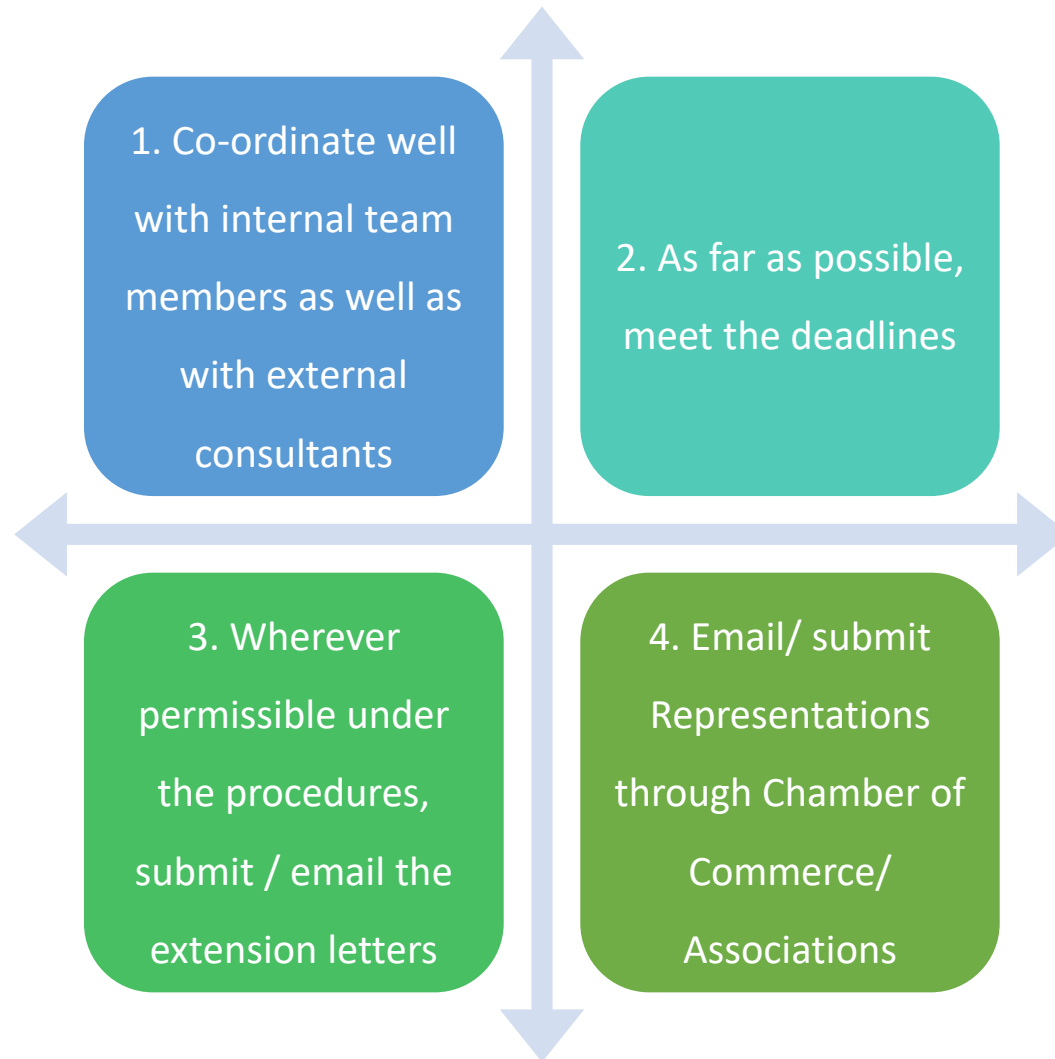 1. Co-ordinate well
with internal team
members as well as
with external
consultants
2. As far as possible,
meet the deadlines
3. Wherever
permissible under
the procedures,
submit / email the
extension letters
4. Email/ submit
Representations
through Chamber of
Commerce/
Associations